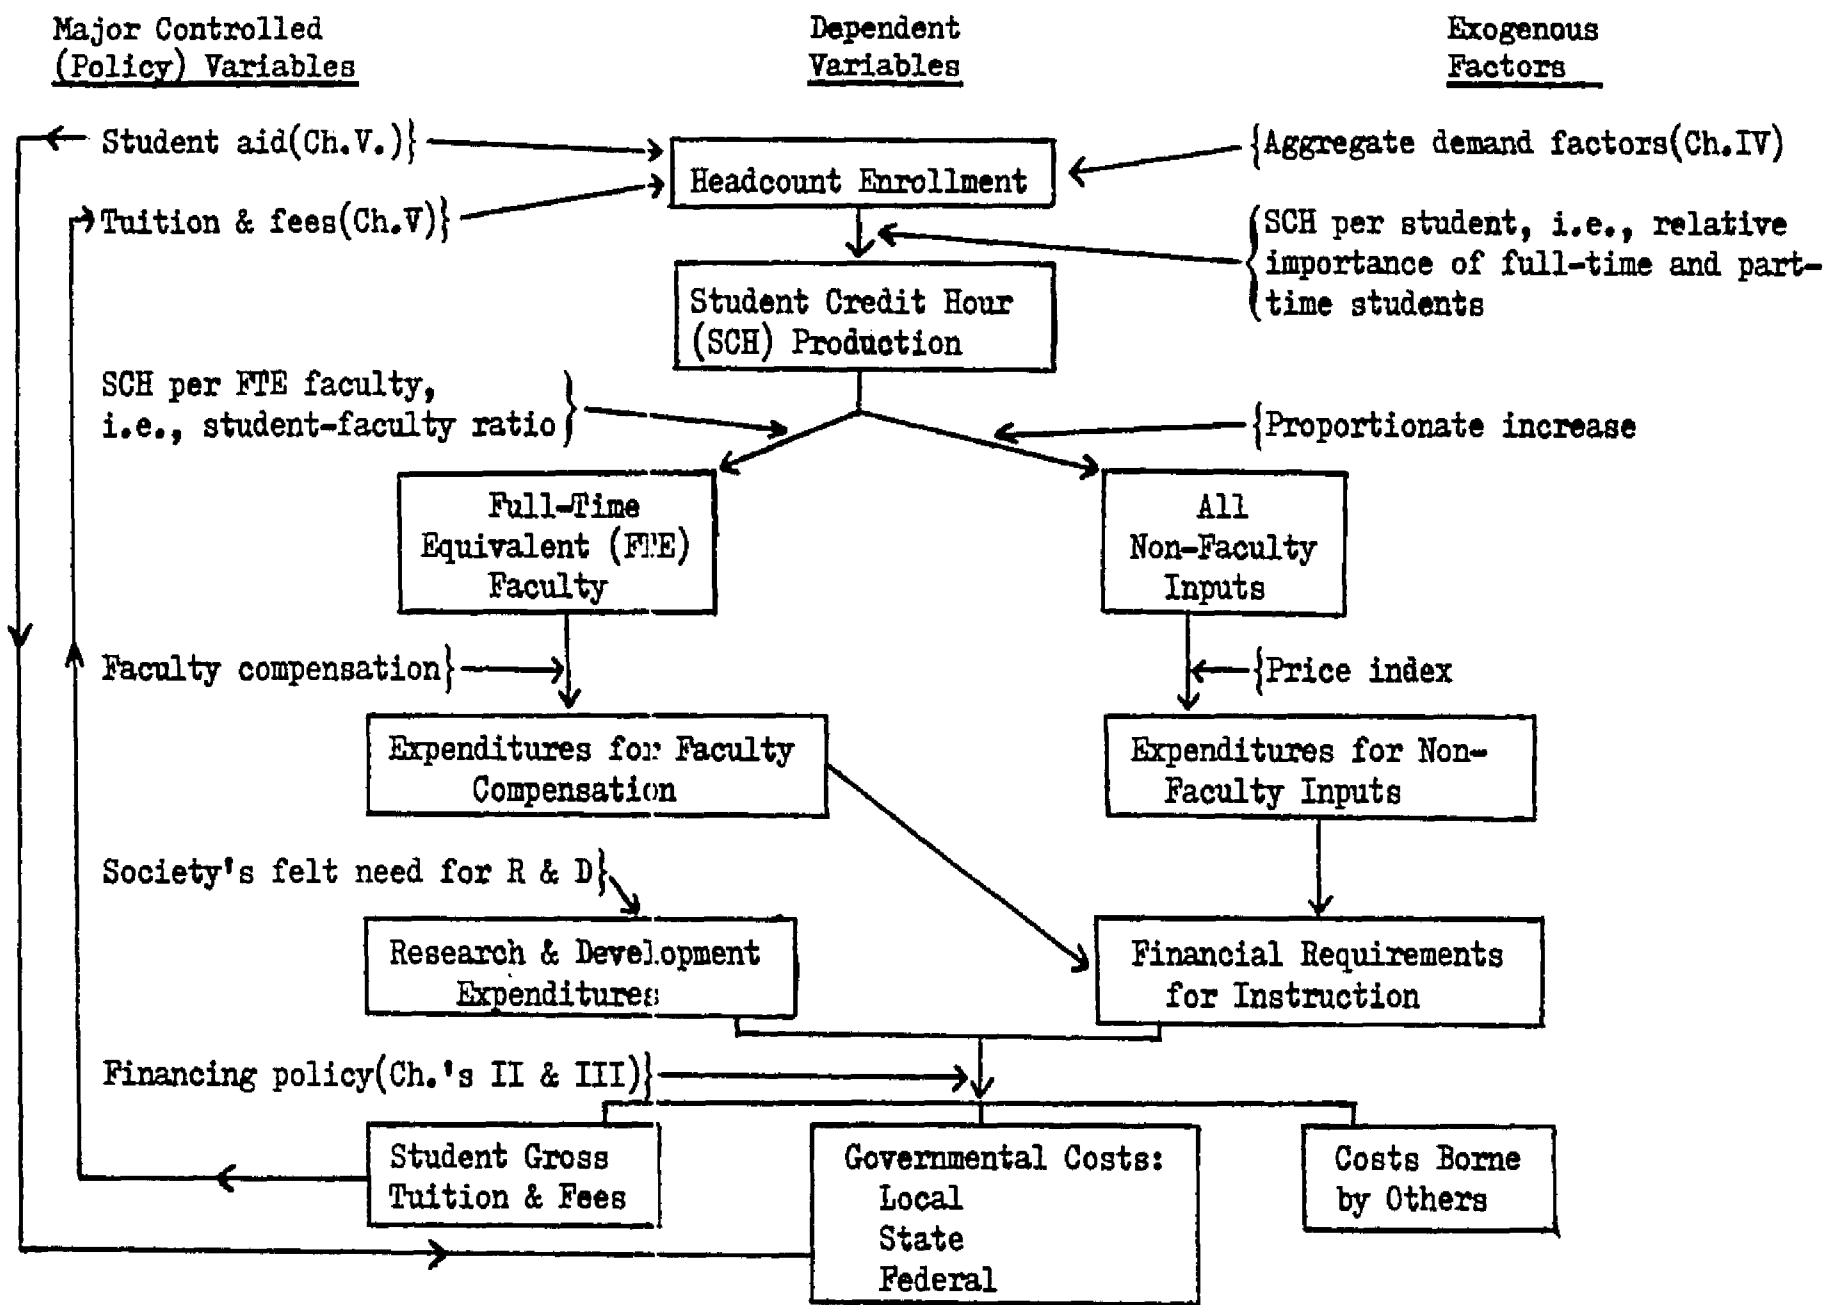 Major Controlled
(Policy) Variables
Dependent
Variables
Exogenous
Factors
Student aid(Ch.V.)}
Headcount Enrollment
{Aggregate demand factors(Ch.IV)
Tuition & fees(Ch.V)}
SCH per student, i.e., relative
importance of full-time and part-
time students
Student Credit Hour
(SCH) Production
SCH per FTE faculty,
i.e., student-faculty ratio
{Proportionate increase
Full-Time
Equivalent (FTE)
Faculty
All
Non-Faculty
Inputs
Faculty compensation}
{Price index
Expenditures for Faculty
Compensation
Expenditures for Non-
Faculty Inputs
Society's felt need for R & D}
Research & Development
Expenditures
Financial Requirements
for Instruction
Financing policy(Ch.'s II & III)}
Student Gross
Tuition & Fees
Governmental Costs:
Local
State
Federal
Costs Borne
by Others